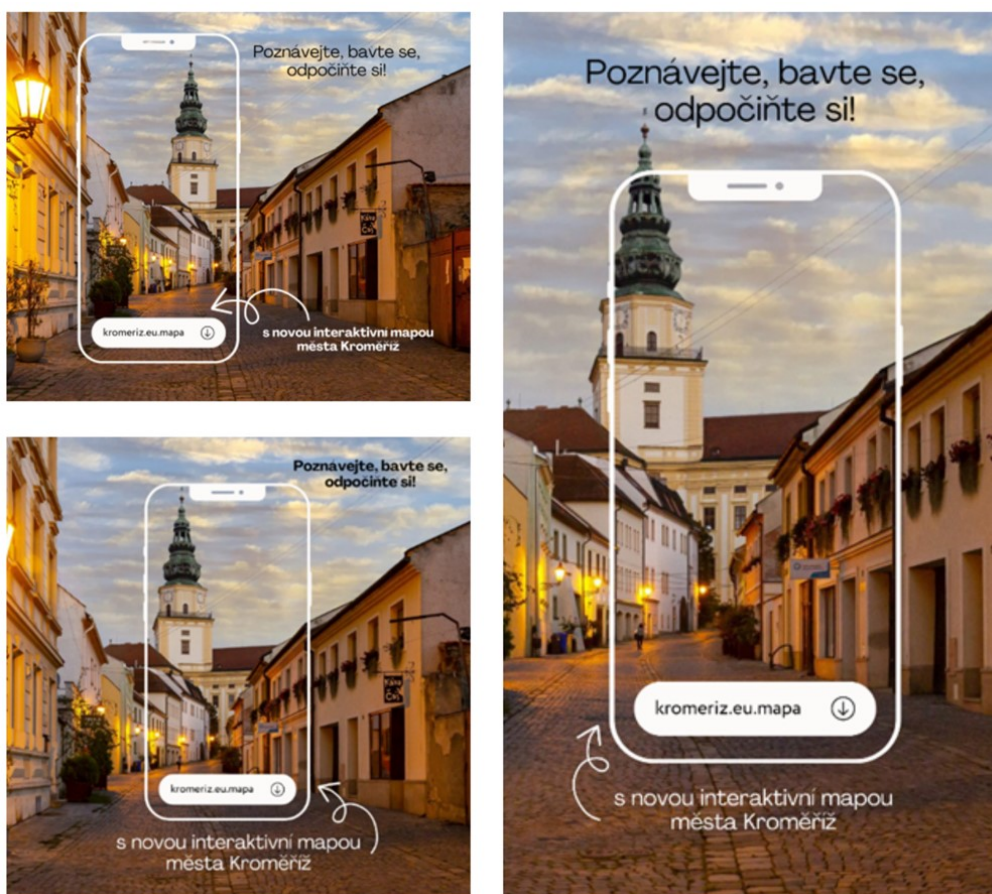 Poznávejte, bavte se,
odpočiňte si!
kromeriz.eu.mapa
s novou interaktivní mapou
města Kroměříž
Poznávejte, bavte se,
odpočiňte si!
kromeriz.eu.mapa
s novou interaktivní mapou
města Kroměříž
Poznávejte, bavte se,
odpočiňte si!
kromeriz.eu.mapa
s novou interaktivní mapou
města Kroměříž